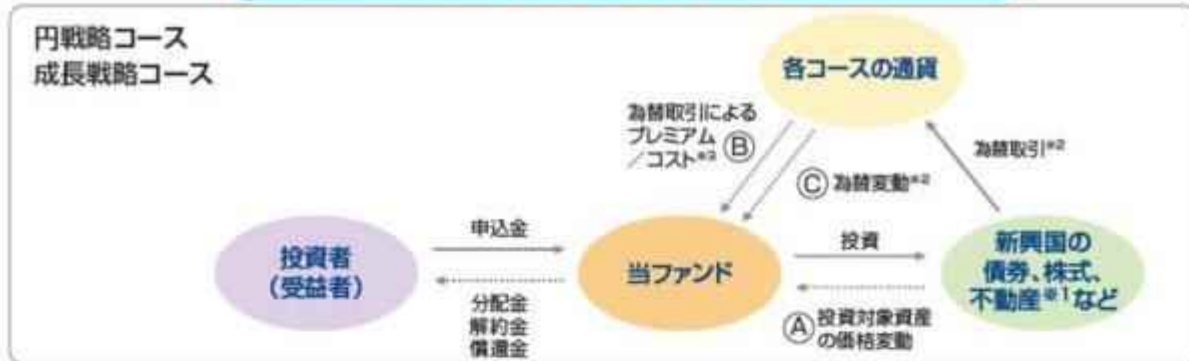 円戦略コース
成長戦略コース
各コースの通貨
為替取引による
プレミアム
／コスト※3 Ⓑ
Ⓒ 為替変動※2
為替取引※2
投資者
（受益者）
申込金
分配金
解約金
償還金
当ファンド
投資
Ⓐ 投資対象資産
の価格変動
新興国の
債券、株式、
不動産※1など